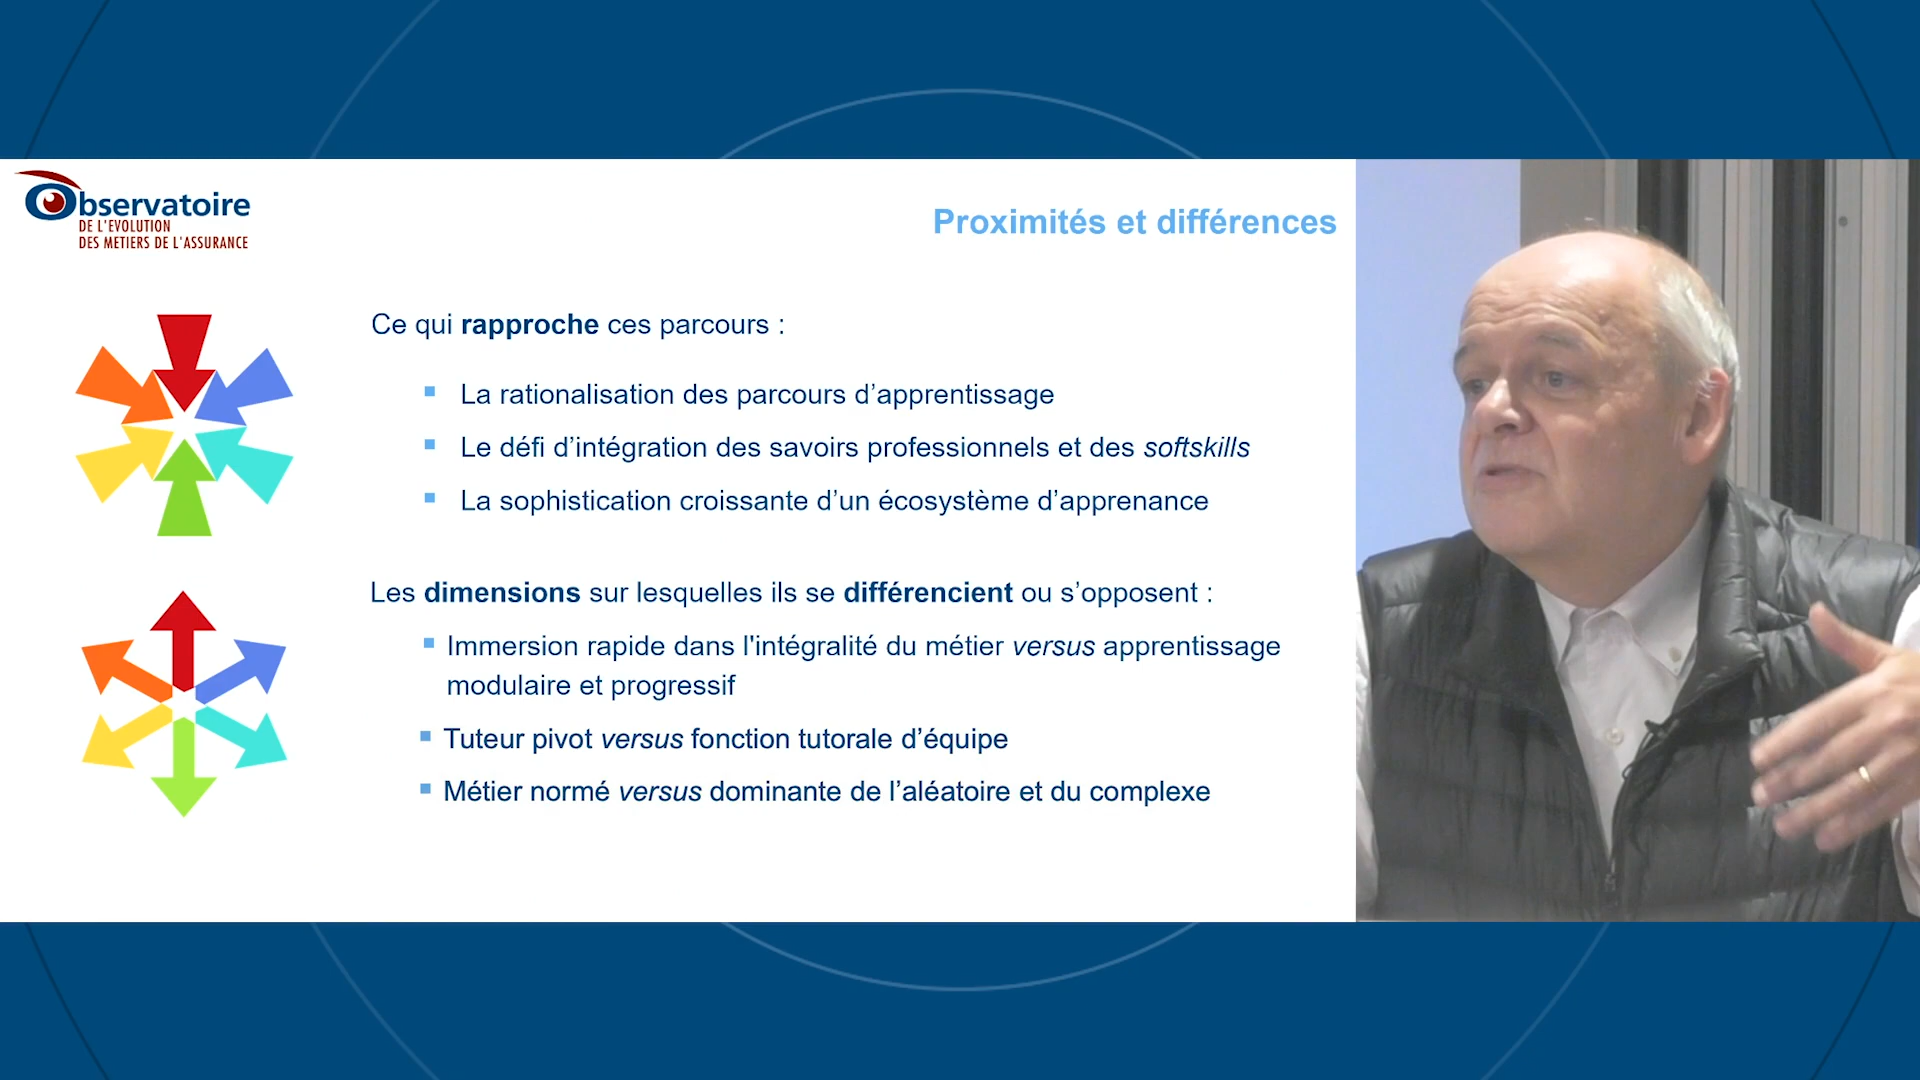 Observatoire
DE L'EVOLUTION
DES METIERS DE L'ASSURANCE
Proximités et différences
Ce qui rapproche ces parcours :
La rationalisation des parcours d’apprentissage
Le défi d’intégration des savoirs professionnels et des softskills
La sophistication croissante d’un écosystème d’apprenance
Les dimensions sur lesquelles ils se différencient ou s’opposent :
Immersion rapide dans l'intégralité du métier versus apprentissage
modulaire et progressif
Tuteur pivot versus fonction tutorale d’équipe
Métier normé versus dominante de l’aléatoire et du complexe